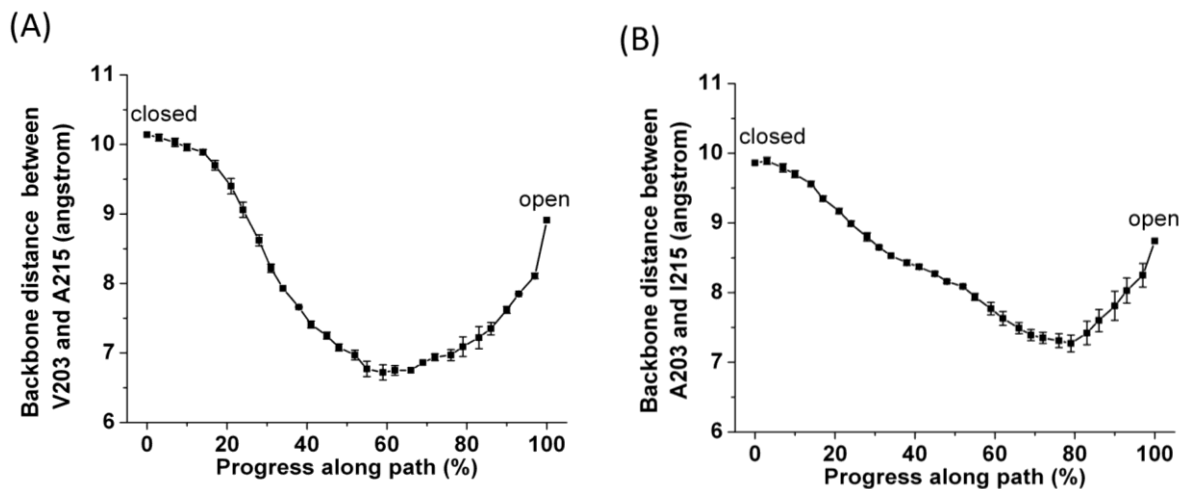 (A)
Backbone distance between
V203 and A215 (angstrom)
11
10
9
8
7
6
closed
open
0
20
40
60
80
100
Progress along path (%)
(B)
Backbone distance between
A203 and I215 (angstrom)
11
10
9
8
7
6
closed
open
0
20
40
60
80
100
Progress along path (%)